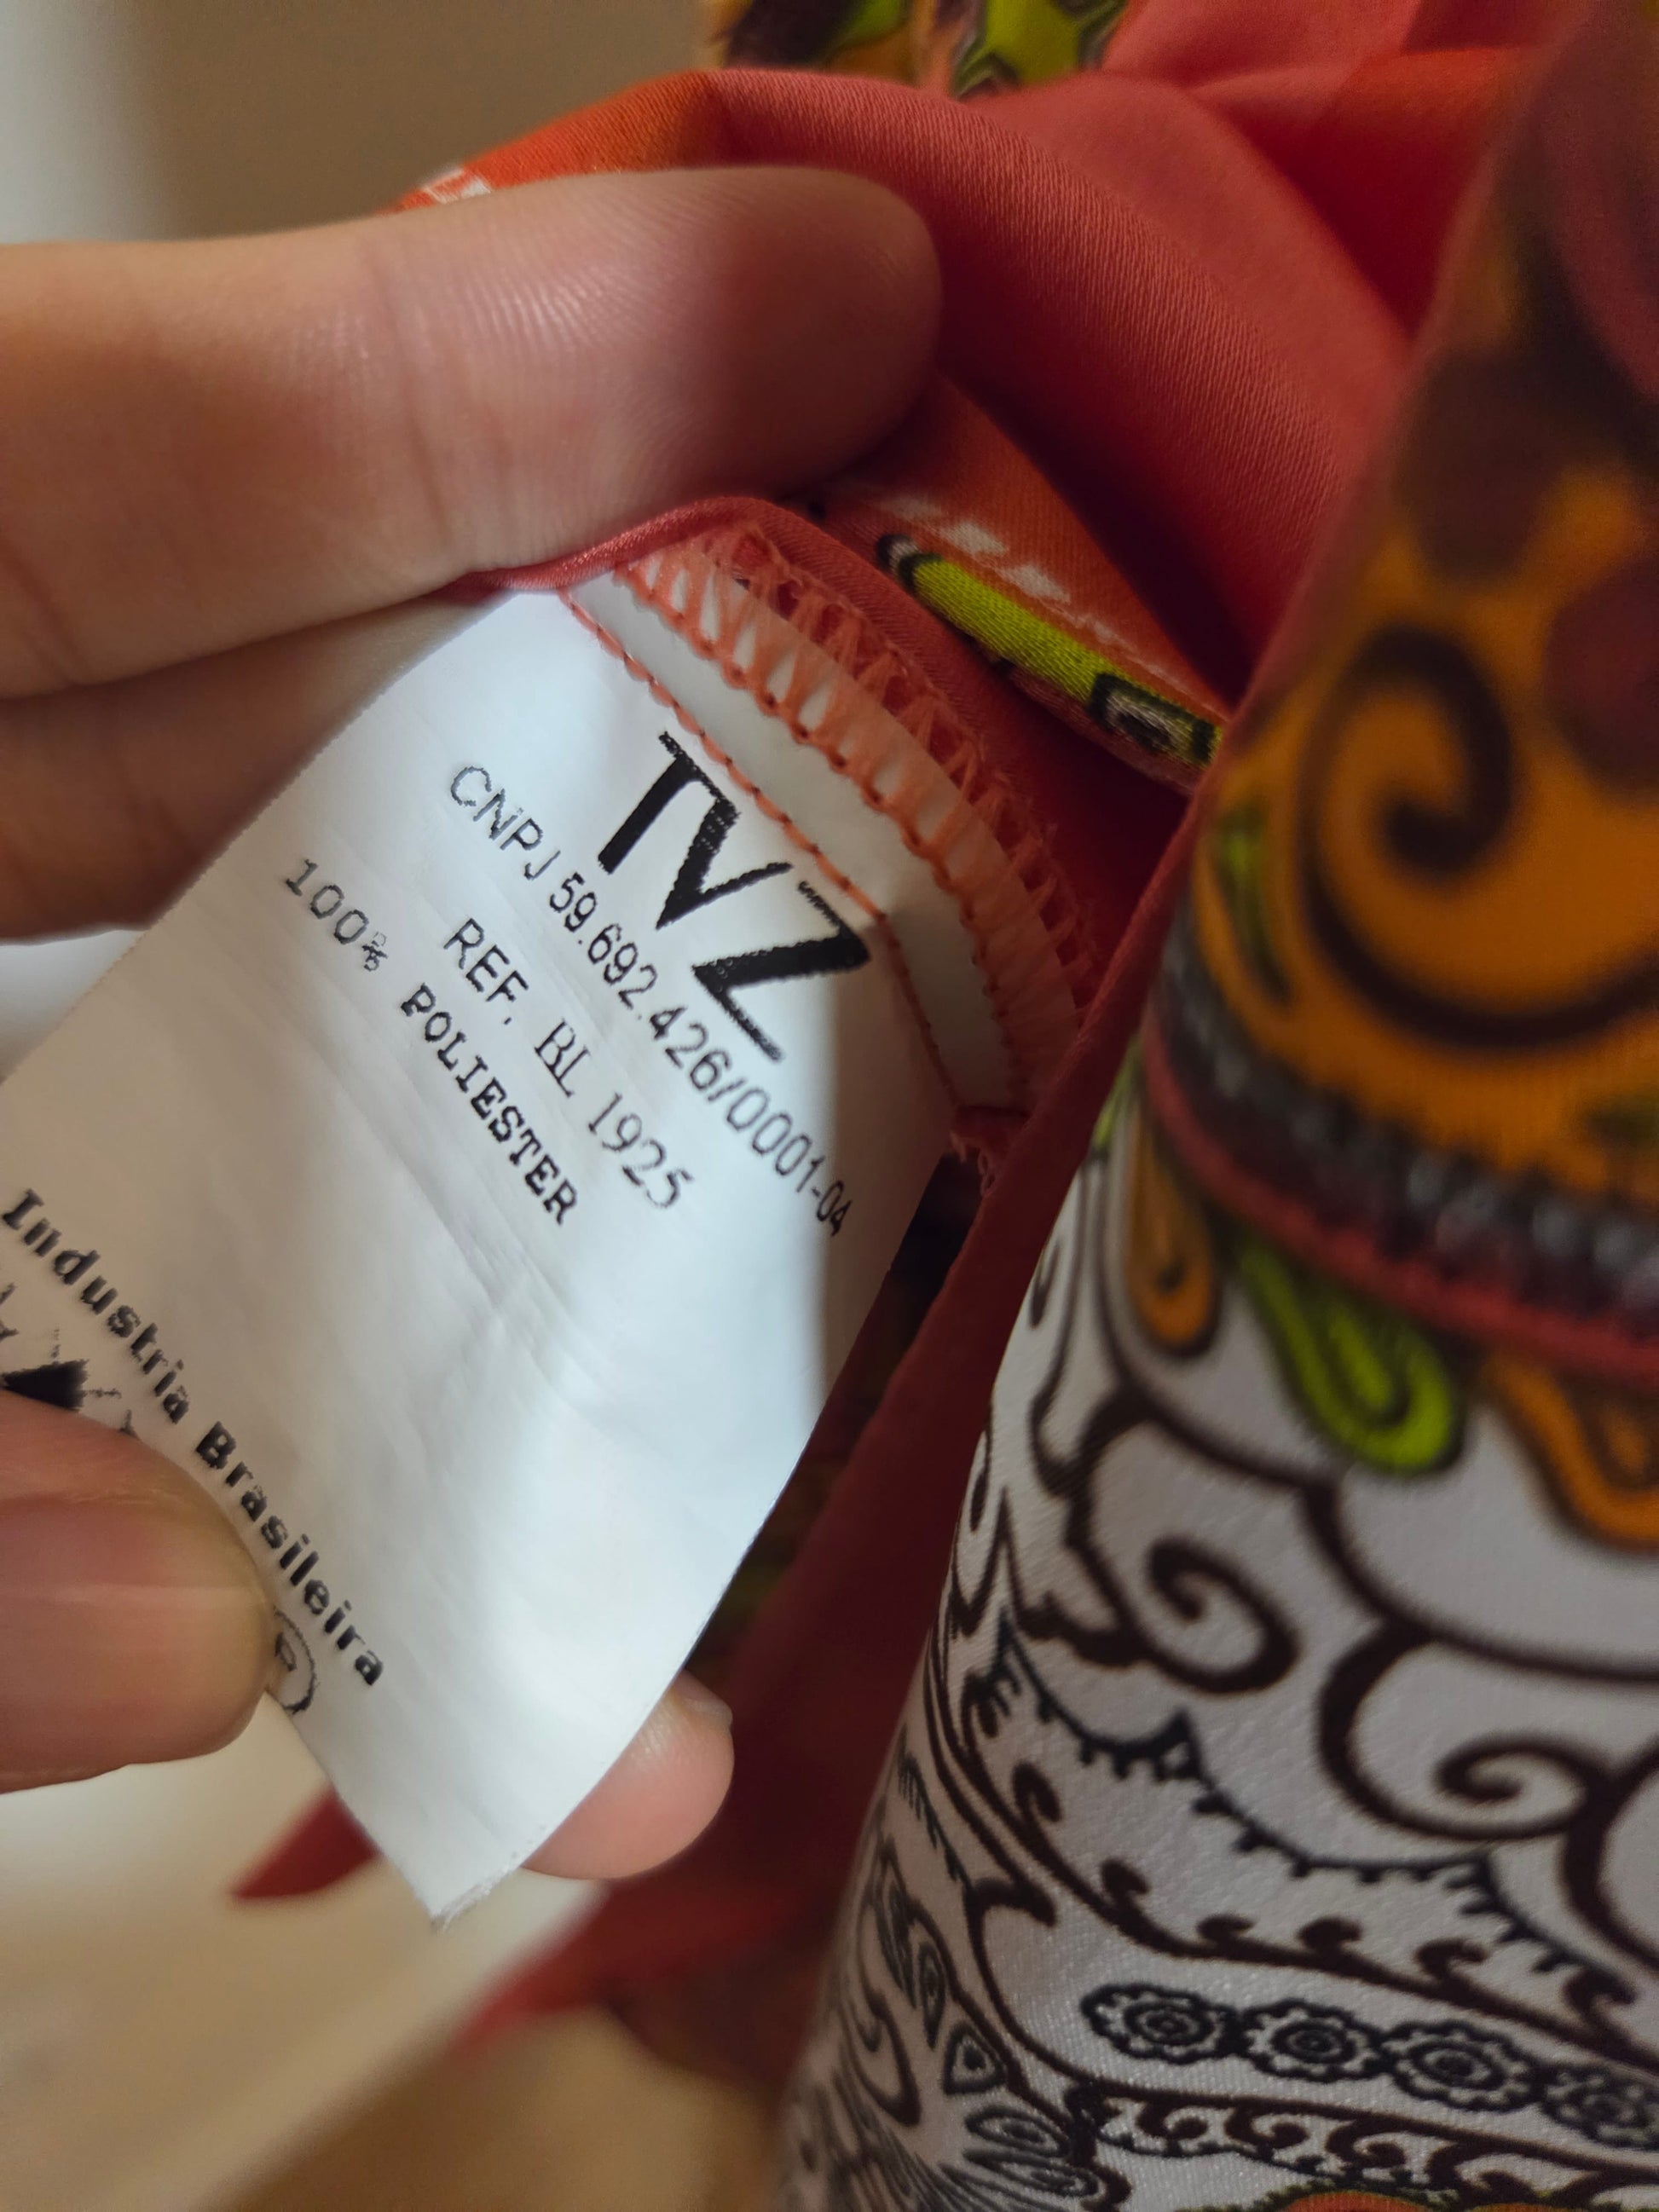 TVZ
CNPJ 59.692.426/0001-04
REF. BL 1925
100% POLIESTER
Industria Brasileira
P